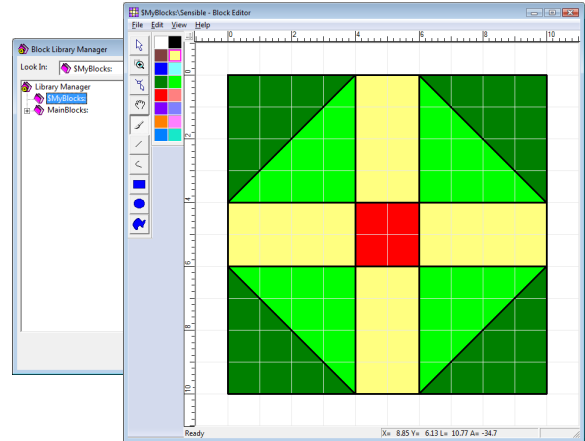 $MyBlocks:\Sensible - Block Editor
File Edit View Help
Block Library Manager
Look In: $MyBlocks:
Library Manager
$MyBlocks:
MainBlocks:
0 2 4 6 8 10
0
2
4
6
8
10
Ready
X= 8.85 Y= 6.13 L= 10.77 A= -34.7